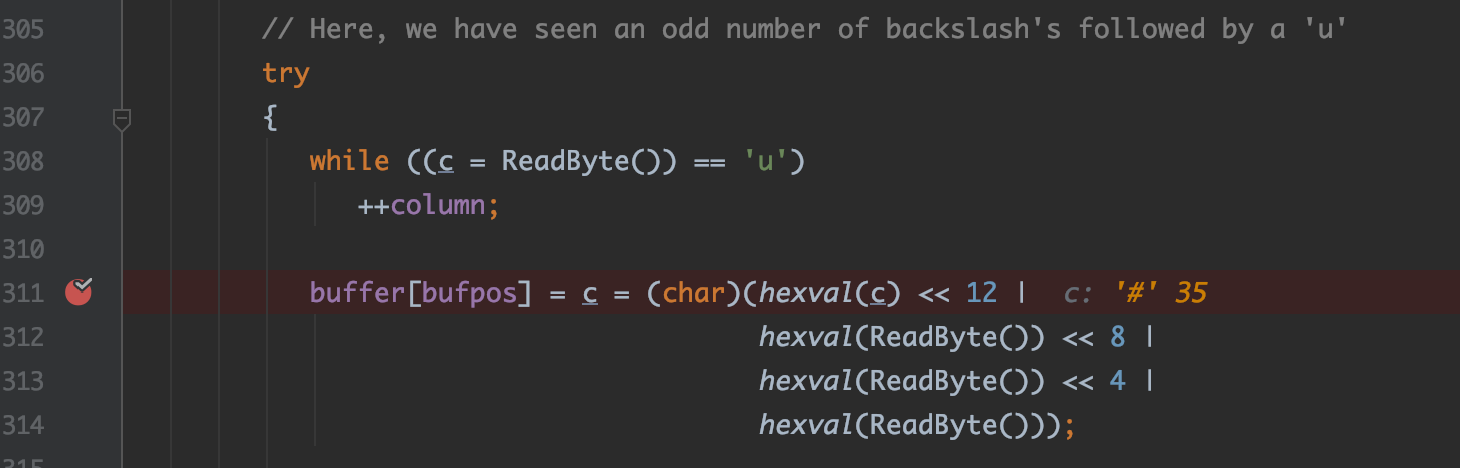 305 // Here, we have seen an odd number of backslash's followed by a 'u'
306 try
307 {
308 while ((c = ReadByte()) == 'u')
309 ++column;
310
311 buffer[bufpos] = c = (char)(hexval(c) << 12 | c: '#' 35
312 hexval(ReadByte()) << 8 |
313 hexval(ReadByte()) << 4 |
314 hexval(ReadByte()));
315